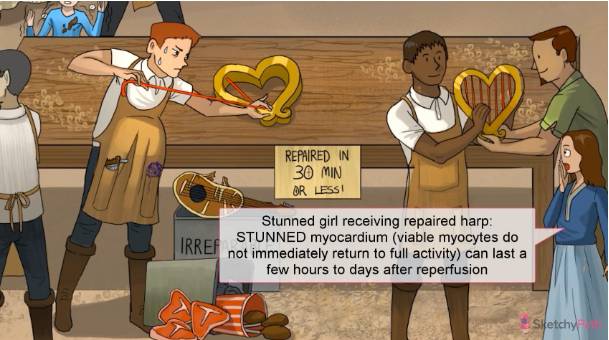 REPAIRED IN
30 MIN
OR LESS!
Stunned girl receiving repaired harp:
STUNNED myocardium (viable myocytes do
not immediately return to full activity) can last a
few hours to days after reperfusion
SketchyPath